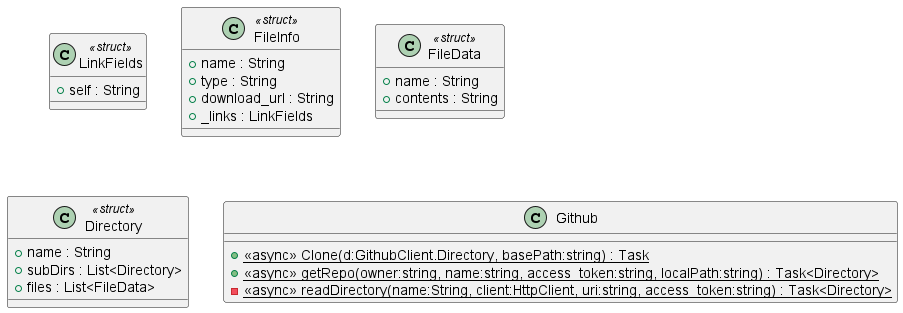 C «struct»
LinkFields
self : String
C «struct»
FileInfo
name : String
type : String
download_url : String
_links : LinkFields
C «struct»
FileData
name : String
contents : String
C «struct»
Directory
name : String
subDirs : List<Directory>
files : List<FileData>
C Github
«async» Clone(d:GithubClient.Directory, basePath:string) : Task
«async» getRepo(owner:string, name:string, access_token:string, localPath:string) : Task<Directory>
«async» readDirectory(name:String, client:HttpClient, uri:string, access_token:string) : Task<Directory>